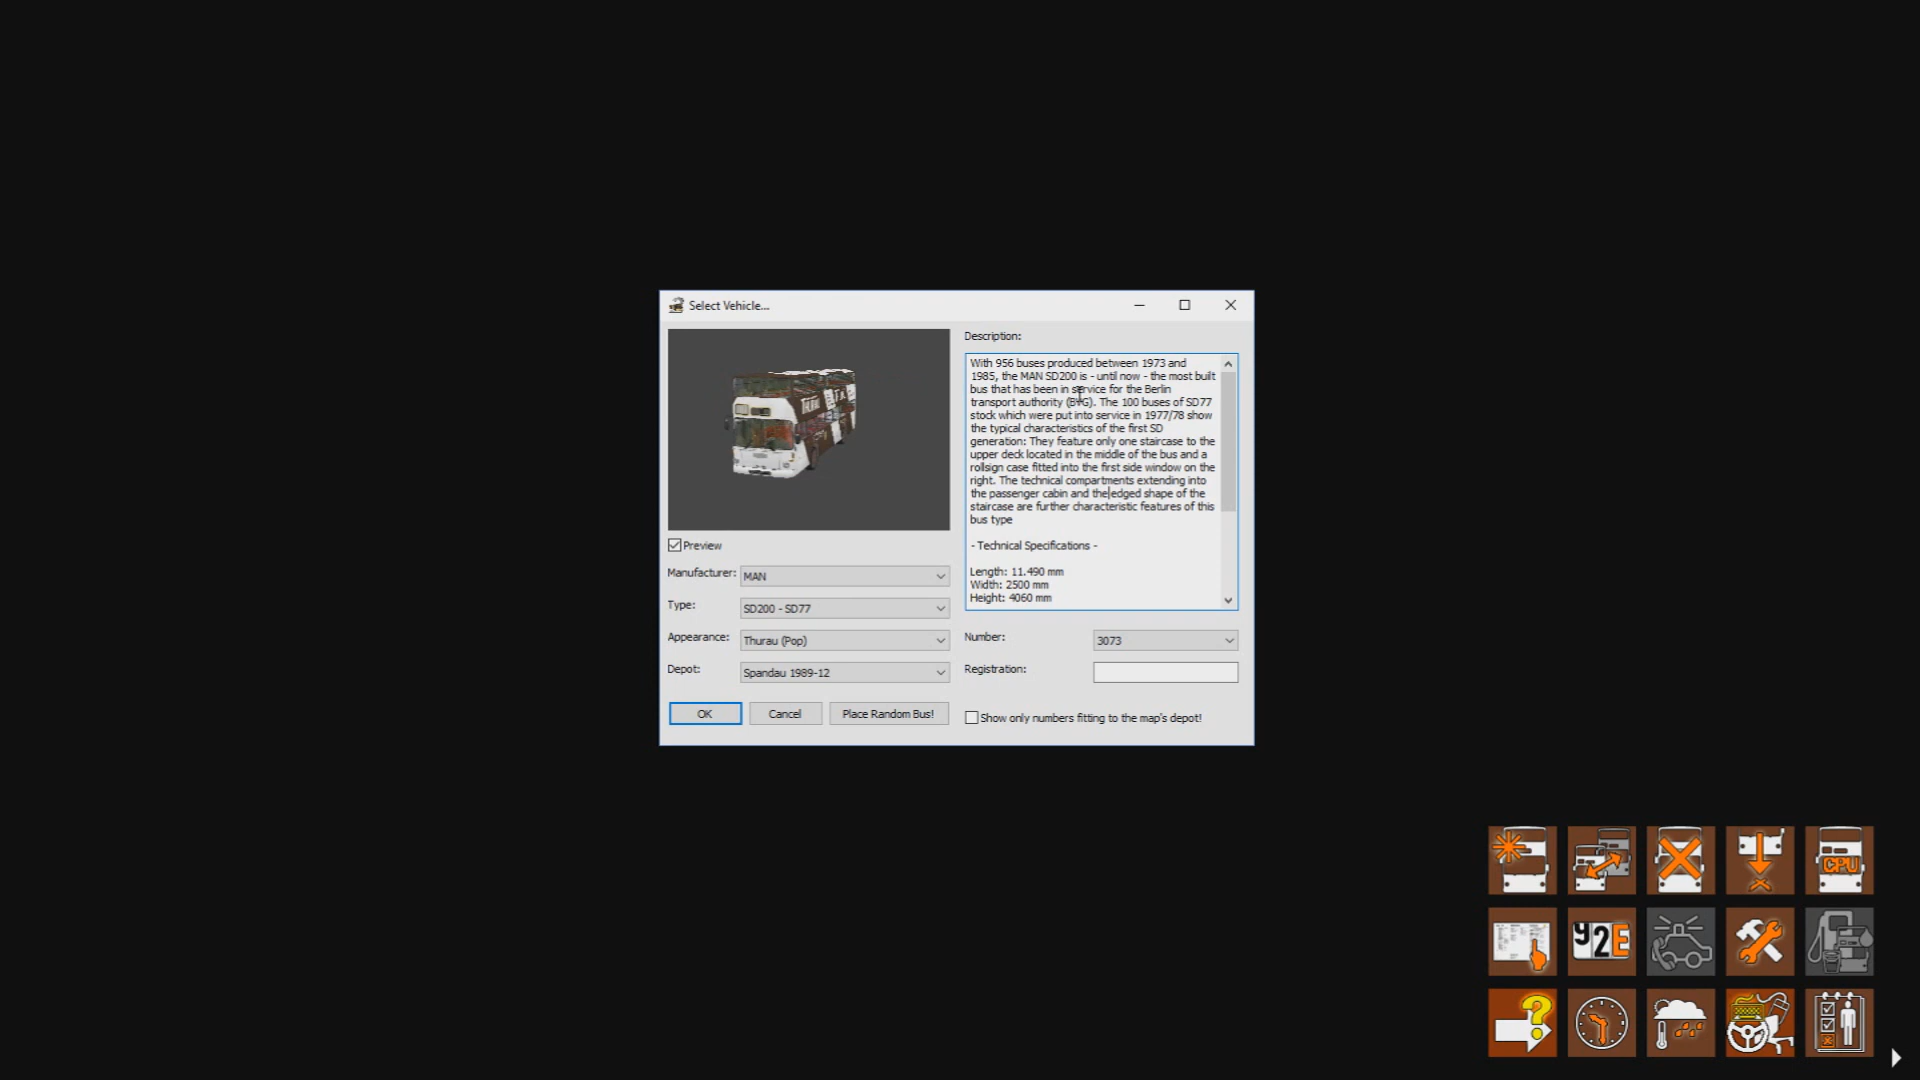 Select Vehicle...
Description:
With 956 buses produced between 1973 and
1985, the MAN SD200 is - until now - the most built
bus that has been in service for the Berlin
transport authority (BVG). The 100 buses of SD77
stock which were put into service in 1977/78 show
the typical characteristics of the first SD
generation: They feature only one staircase to the
upper deck located in the middle of the bus and a
rollsign case fitted into the first side window on the
right. The technical compartments extending into
the passenger cabin and the edged shape of the
staircase are further characteristic features of this
bus type
- Technical Specifications -
Length: 11.490 mm
Width: 2500 mm
Height: 4060 mm
Preview
Manufacturer: MAN
Type: SD200 - SD77
Appearance: Thurau (Pop)
Depot: Spandau 1989-12
Number: 3073
Registration:
OK Cancel Place Random Bus!
Show only numbers fitting to the map's depot!
CPU
92E
?